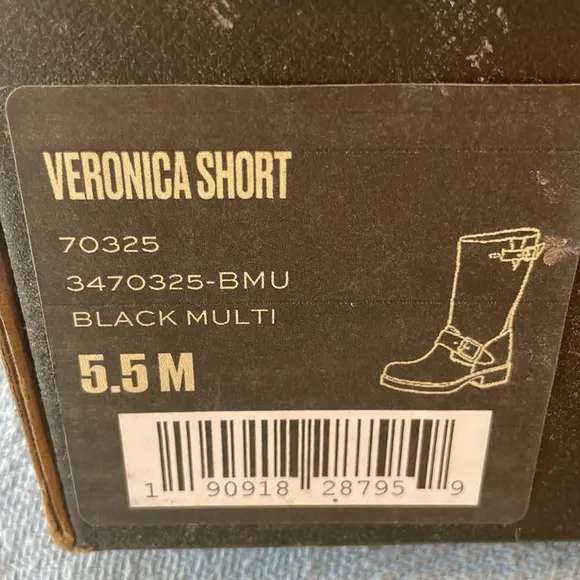 VERONICA SHORT
70325
3470325-BMU
BLACK MULTI
5.5 M
1 90918 28795 9